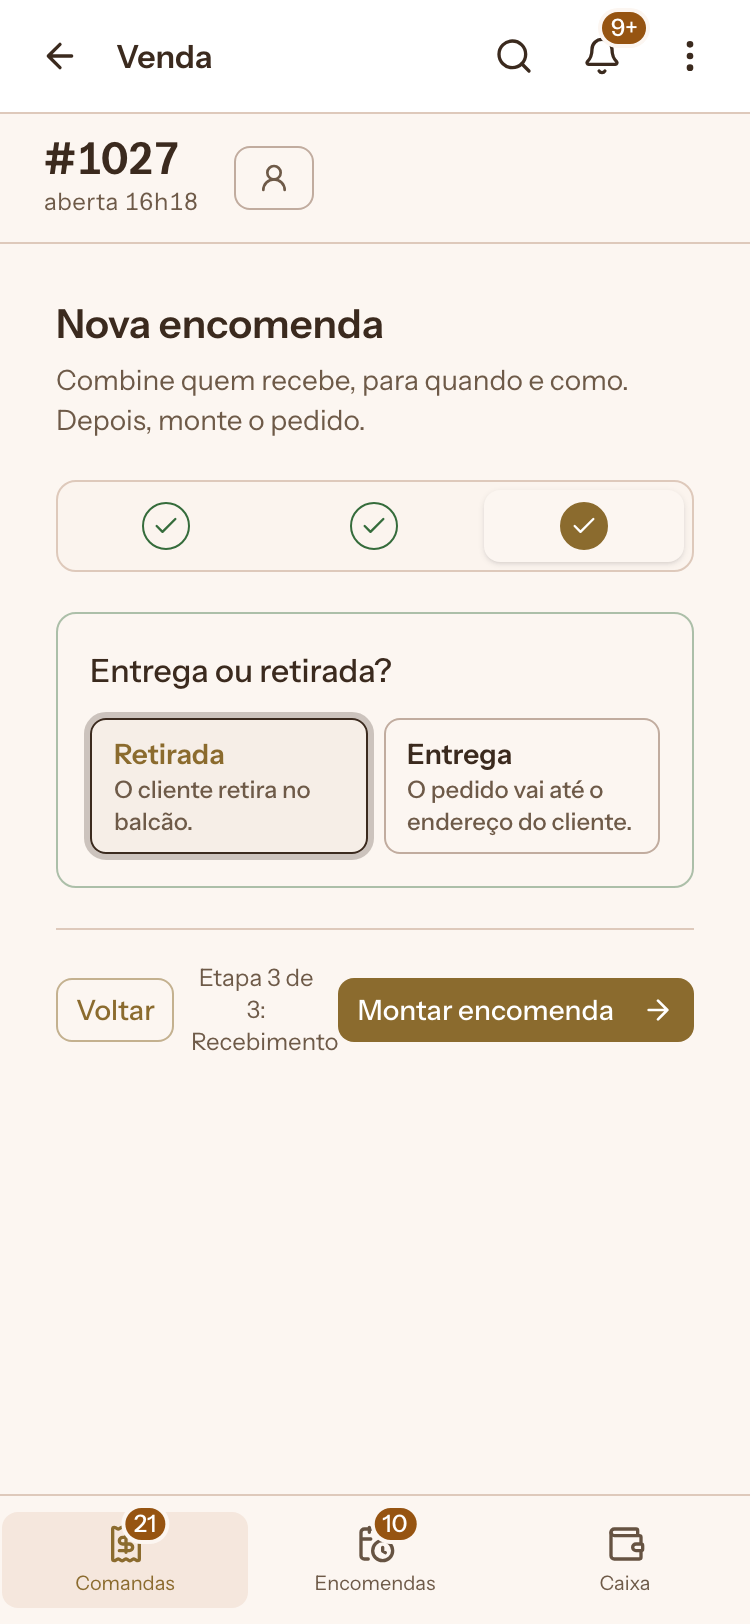 Venda
9+
#1027
aberta 16h18
Nova encomenda
Combine quem recebe, para quando e como.
Depois, monte o pedido.
Entrega ou retirada?
Retirada
O cliente retira no
balcão.
Entrega
O pedido vai até o
endereço do cliente.
Voltar
Etapa 3 de
3:
Recebimento
Montar encomenda
21
Comandas
10
Encomendas
Caixa